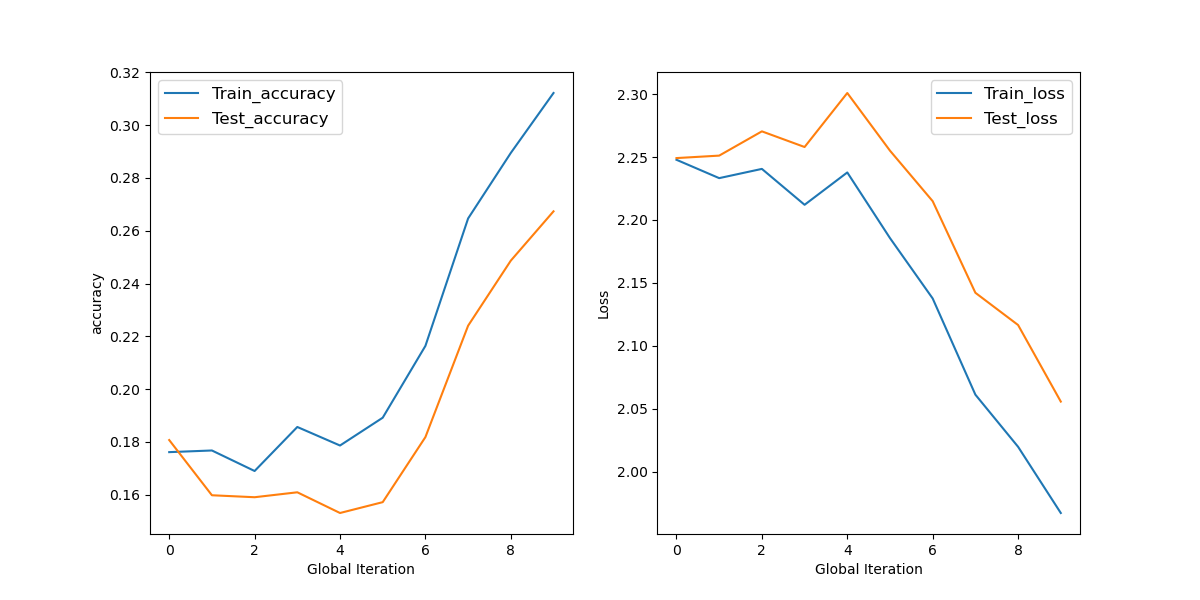 Train_accuracy
Test_accuracy
0.32
0.30
0.28
0.26
0.24
0.22
0.20
0.18
0.16
accuracy
0 2 4 6 8
Global Iteration
Train_loss
Test_loss
2.30
2.25
2.20
2.15
2.10
2.05
2.00
Loss
0 2 4 6 8
Global Iteration